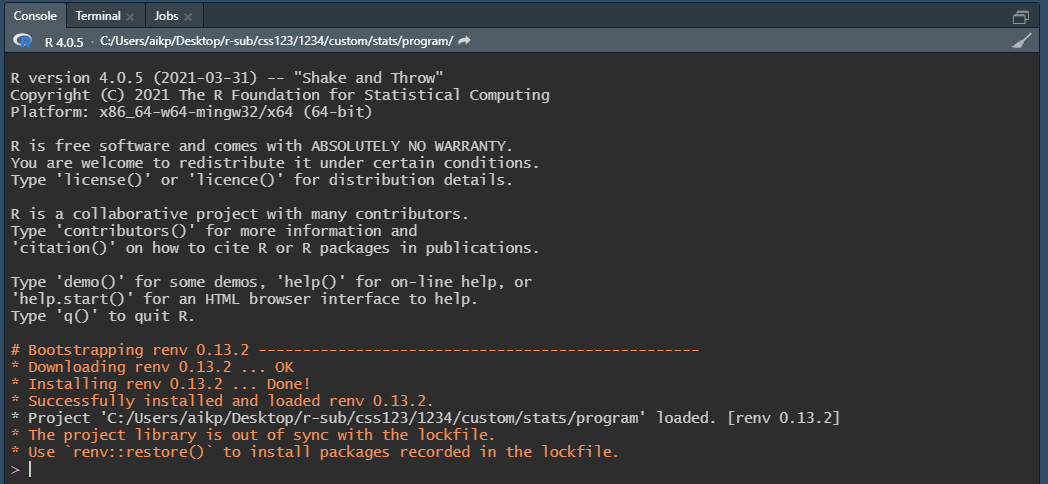 Console Terminal Jobs
R 4.0.5 · C:/Users/aikp/Desktop/r-sub/css123/1234/custom/stats/program/
R version 4.0.5 (2021-03-31) -- "Shake and Throw"
Copyright (C) 2021 The R Foundation for Statistical Computing
Platform: x86_64-w64-mingw32/x64 (64-bit)
R is free software and comes with ABSOLUTELY NO WARRANTY.
You are welcome to redistribute it under certain conditions.
Type 'license()' or 'licence()' for distribution details.
R is a collaborative project with many contributors.
Type 'contributors()' for more information and
'citation()' on how to cite R or R packages in publications.
Type 'demo()' for some demos, 'help()' for on-line help, or
'help.start()' for an HTML browser interface to help.
Type 'q()' to quit R.
# Bootstrapping renv 0.13.2 --------------------------------------------------
* Downloading renv 0.13.2 ... OK
* Installing renv 0.13.2 ... Done!
* Successfully installed and loaded renv 0.13.2.
* Project 'C:/Users/aikp/Desktop/r-sub/css123/1234/custom/stats/program' loaded. [renv 0.13.2]
* The project library is out of sync with the lockfile.
* Use `renv::restore()` to install packages recorded in the lockfile.
>